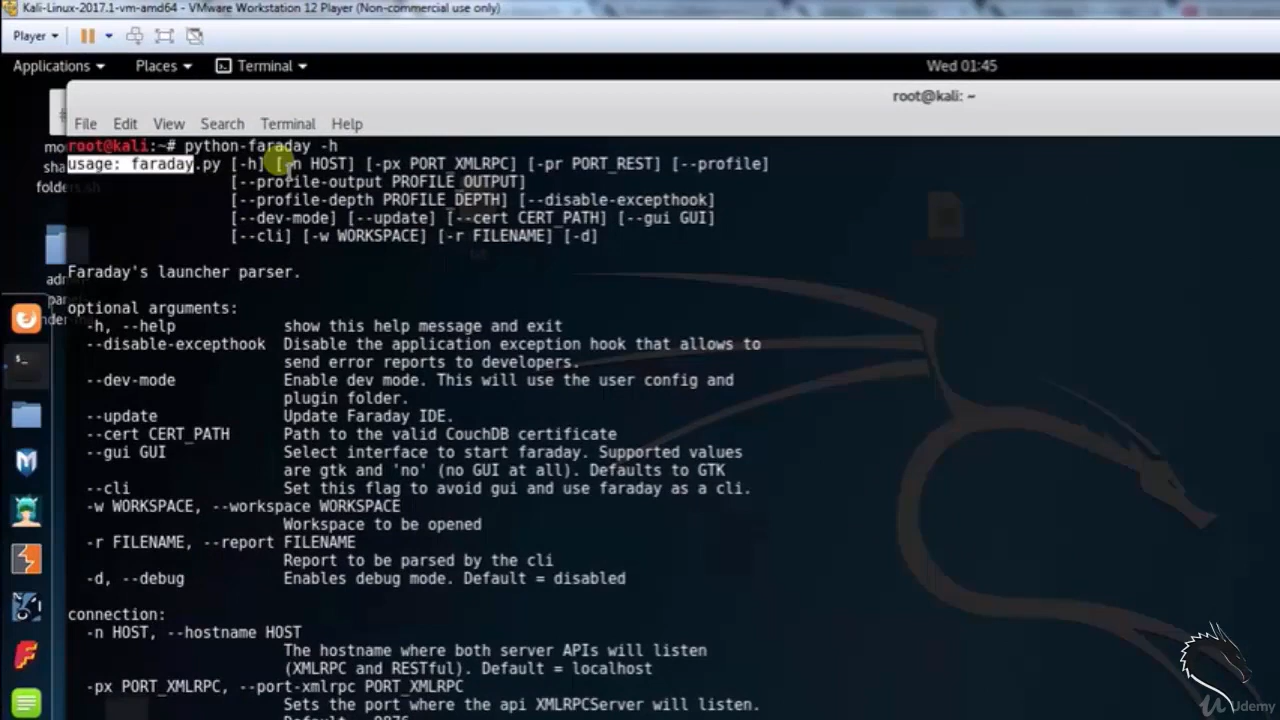 Kali-Linux-2017.1-vm-amd64 - VMware Workstation 12 Player (Non-commercial use only)
Player
Applications Places Terminal Wed 01:45
root@kali: ~
File Edit View Search Terminal Help
root@kali:~# python-faraday -h
usage: faraday.py [-h] [-n HOST] [-px PORT_XMLRPC] [-pr PORT_REST] [--profile]
[--profile-output PROFILE_OUTPUT]
[--profile-depth PROFILE_DEPTH] [--disable-excepthook]
[--dev-mode] [--update] [--cert CERT_PATH] [--gui GUI]
[--cli] [-w WORKSPACE] [-r FILENAME] [-d]
Faraday's launcher parser.
optional arguments:
-h, --help show this help message and exit
--disable-excepthook Disable the application exception hook that allows to
send error reports to developers.
--dev-mode Enable dev mode. This will use the user config and
plugin folder.
--update Update Faraday IDE.
--cert CERT_PATH Path to the valid CouchDB certificate
--gui GUI Select interface to start faraday. Supported values
are gtk and 'no' (no GUI at all). Defaults to GTK
--cli Set this flag to avoid gui and use faraday as a cli.
-w WORKSPACE, --workspace WORKSPACE
Workspace to be opened
-r FILENAME, --report FILENAME
Report to be parsed by the cli
-d, --debug Enables debug mode. Default = disabled
connection:
-n HOST, --hostname HOST
The hostname where both server APIs will listen
(XMLRPC and RESTful). Default = localhost
-px PORT_XMLRPC, --port-xmlrpc PORT_XMLRPC
Sets the port where the api XMLRPCServer will listen.
Udemy